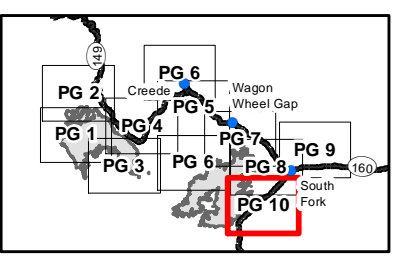 149
PG 6
Creede
Wagon
Wheel Gap
PG 2
PG 5
PG 4
PG 1
PG 7
PG 9
PG 3
PG 6
PG 8
160
South
Fork
PG 10